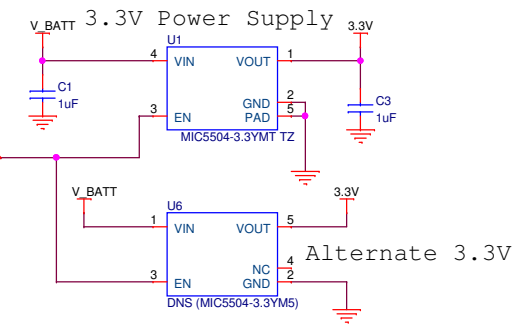 3.3V Power Supply
V_BATT
3.3V
U1
4 VIN VOUT 1
C1
1uF
C3
1uF
GND 2
3 EN PAD 5
MIC5504-3.3YMT TZ
V_BATT
U6
3.3V
1 VIN VOUT 5
Alternate 3.3V
NC 4
3 EN GND 2
DNS (MIC5504-3.3YM5)